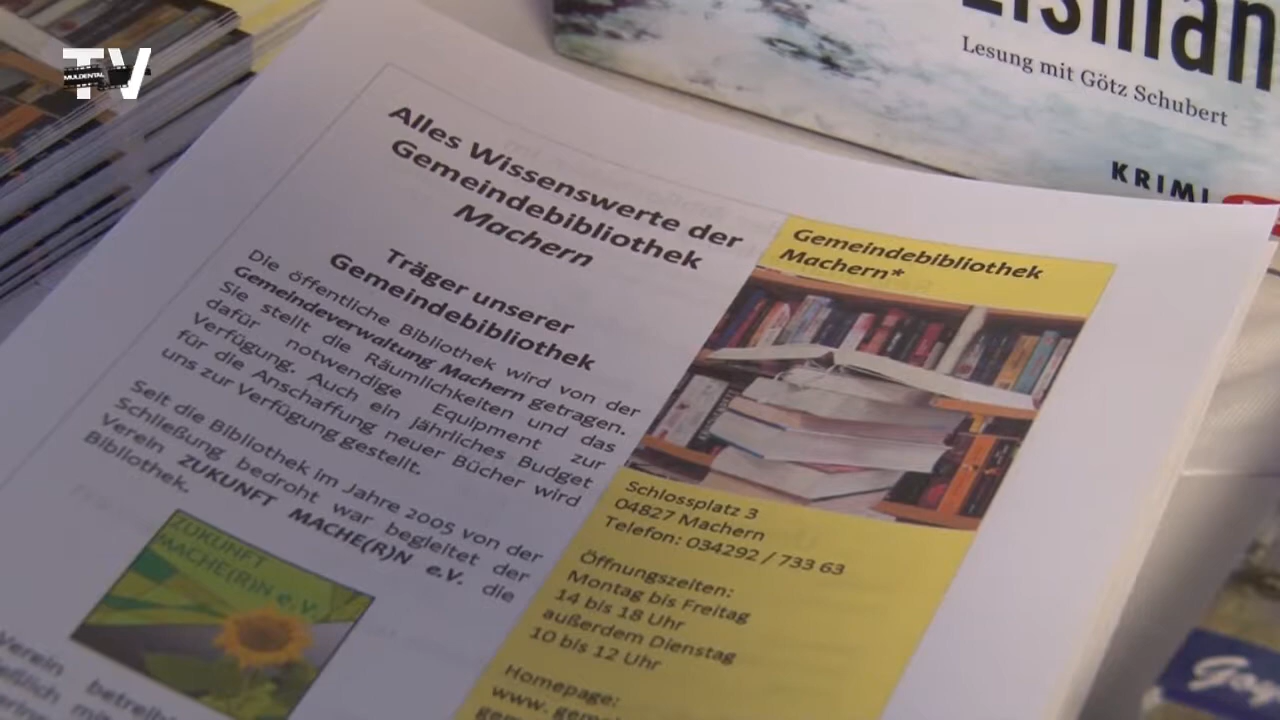 TV
MULDENTAL
Lesung mit Götz Schubert
KRIMI
Alles Wissenswerte der
Gemeindebibliothek
Machern
Träger unserer
Gemeindebibliothek
Die öffentliche Bibliothek wird von der
Gemeindeverwaltung Machern getragen.
Sie stellt die Räumlichkeiten und das
dafür notwendige Equipment zur
Verfügung. Auch ein jährliches Budget
für die Anschaffung neuer Bücher wird
uns zur Verfügung gestellt.
Seit die Bibliothek im Jahre 2005 von der
Schließung bedroht war begleitet der
Verein ZUKUNFT MACHE(R)N e.V. die
Bibliothek.
ZUKUNFT
MACHE(R)N e.V.
Verein
Gemeindebibliothek
Machern*
Schlossplatz 3
04827 Machern
Telefon: 034292 / 733 63
Öffnungszeiten:
Montag bis Freitag
14 bis 18 Uhr
außerdem Dienstag
10 bis 12 Uhr
Homepage:
www.